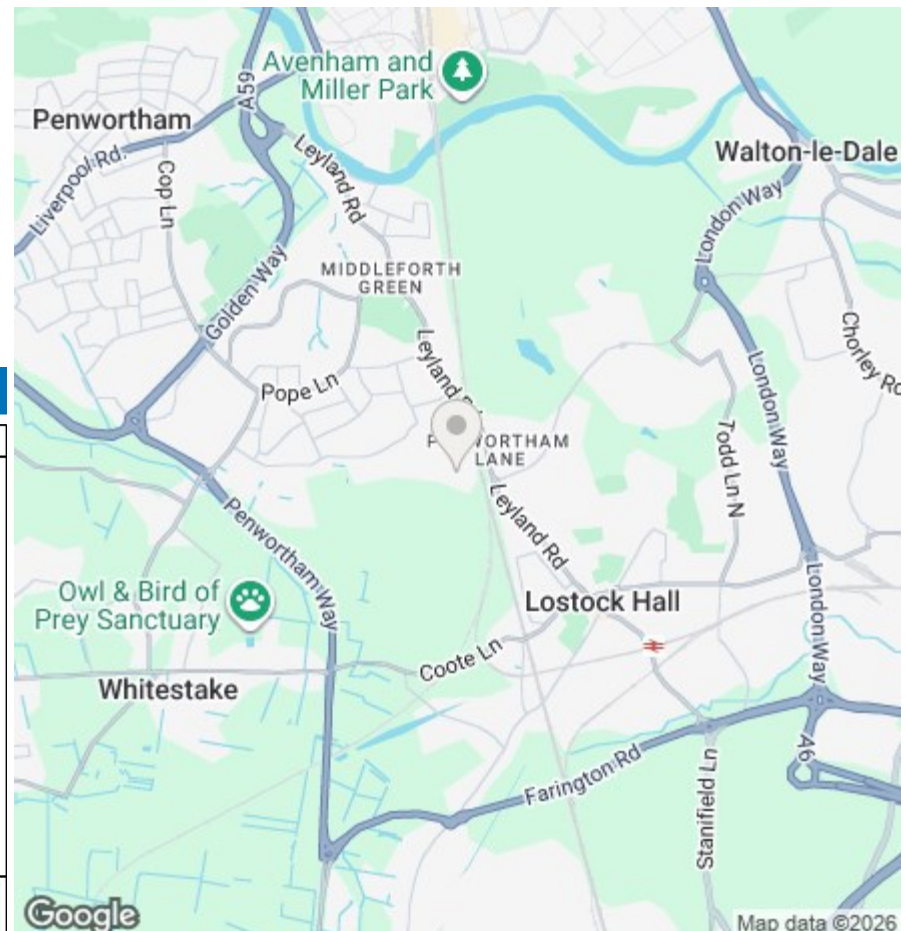 Avenham and
Miller Park
Penwortham
A59
Liverpool Rd.
Cop Ln
Leyland Rd
Walton-le-Dale
London Way
MIDDLEFORTH
GREEN
Golden Way
Leyland Rd
Chorley Rd
Pope Ln
London Way
Todd Ln N
PENWORTHAM
LANE
Leyland Rd
Penwortham Way
Owl & Bird of
Prey Sanctuary
Lostock Hall
London Way
Coote Ln
Whitestake
A6
Farington Rd
Stanifield Ln
Google
Map data ©2026